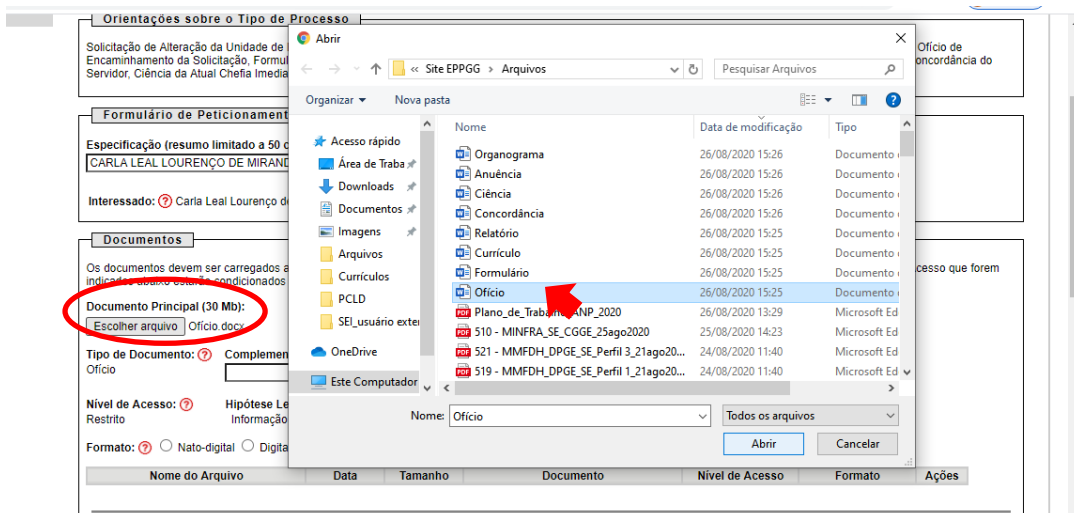 Orientações sobre o Tipo de Processo
Solicitação de Alteração da Unidade de
Ofício de
Encaminhamento da Solicitação, Formul
oncordância do
Servidor, Ciência da Atual Chefia Imedia
Formulário de Peticionament
Especificação (resumo limitado a 50 c
CARLA LEAL LOURENÇO DE MIRAND
Interessado: Carla Leal Lourenço d
Documentos
Os documentos devem ser carregados a
cesso que forem
indicados abaixo estarão condicionados
Documento Principal (30 Mb):
Escolher arquivo Ofício.docx
Tipo de Documento: Complemen
Ofício
Nível de Acesso: Hipótese Le
Restrito Informação
Formato: Nato-digital Digita
Nome do Arquivo Data Tamanho Documento Nível de Acesso Formato Ações
Abrir
« Site EPPGG > Arquivos
Pesquisar Arquivos
Organizar Nova pasta
Acesso rápido
Área de Traba
Downloads
Documentos
Imagens
Arquivos
Currículos
PCLD
SEI_usuário exter
OneDrive
Este Computador
Nome Data de modificação Tipo
Organograma 26/08/2020 15:26 Documento
Anuência 26/08/2020 15:26 Documento
Ciência 26/08/2020 15:26 Documento
Concordância 26/08/2020 15:26 Documento
Relatório 26/08/2020 15:25 Documento
Currículo 26/08/2020 15:25 Documento
Formulário 26/08/2020 15:25 Documento
Ofício 26/08/2020 15:25 Documento
PDF Plano_de_Trabalho_ANP_2020 26/08/2020 13:29 Microsoft Ed
PDF 510 - MINFRA_SE_CGGE_25ago2020 25/08/2020 14:23 Microsoft Ed
PDF 521 - MMFDH_DPGE_SE_Perfil 3_21ago20... 24/08/2020 11:40 Microsoft Ed
PDF 519 - MMFDH_DPGE_SE_Perfil 1_21ago20... 24/08/2020 11:40 Microsoft Ed
Nome: Ofício Todos os arquivos
Abrir Cancelar